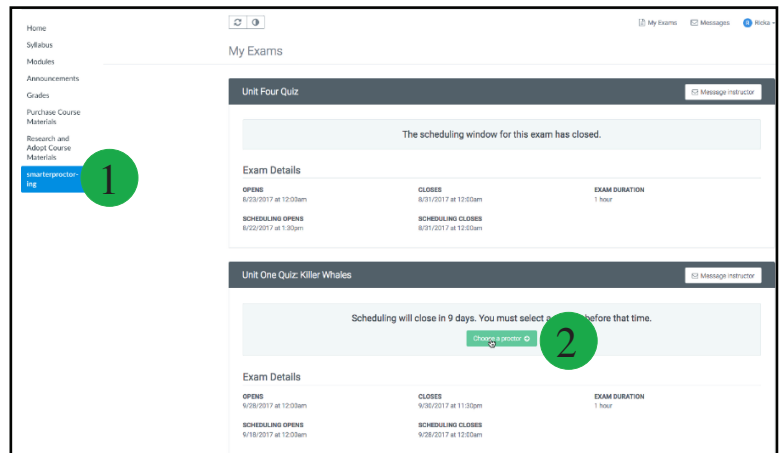 Home
Syllabus
Modules
Announcements
Grades
Purchase Course
Materials
Research and
Adopt Course
Materials
smarterproctor-
ing
1
My Exams
Messages
R
Ricka
My Exams
Unit Four Quiz
Message instructor
The scheduling window for this exam has closed.
Exam Details
OPENS
8/23/2017 at 12:00am
CLOSES
8/31/2017 at 12:00am
EXAM DURATION
1 hour
SCHEDULING OPENS
8/22/2017 at 1:30pm
SCHEDULING CLOSES
8/31/2017 at 12:00am
Unit One Quiz: Killer Whales
Message instructor
Scheduling will close in 9 days. You must select a before that time.
Choose a proctor
2
Exam Details
OPENS
9/28/2017 at 12:00am
CLOSES
9/30/2017 at 11:30pm
EXAM DURATION
1 hour
SCHEDULING OPENS
9/18/2017 at 12:00am
SCHEDULING CLOSES
9/28/2017 at 12:00am